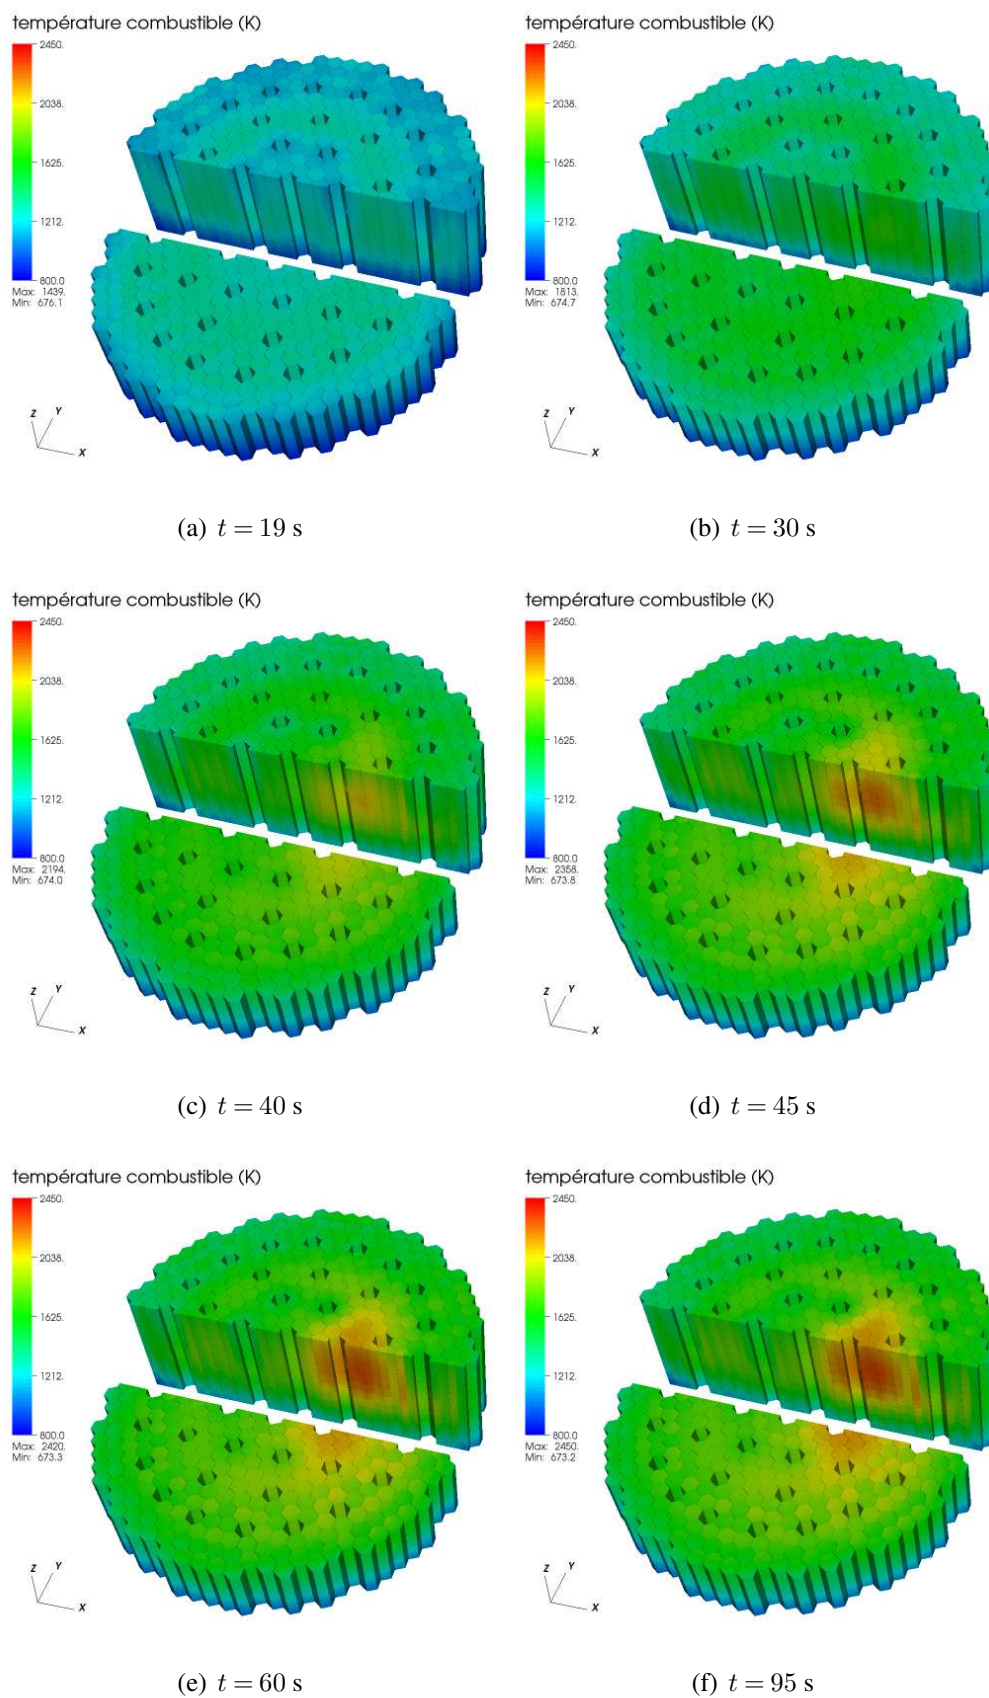 température combustible (K)
2450.
2038.
1625.
1212.
800.0
Max: 1439.
Min: 676.1
Z Y
X
(a) t = 19 s
température combustible (K)
2450.
2038.
1625.
1212.
800.0
Max: 1813.
Min: 674.7
Z Y
X
(b) t = 30 s
température combustible (K)
2450.
2038.
1625.
1212.
800.0
Max: 2194.
Min: 674.0
Z Y
X
(c) t = 40 s
température combustible (K)
2450.
2038.
1625.
1212.
800.0
Max: 2358.
Min: 673.8
Z Y
X
(d) t = 45 s
température combustible (K)
2450.
2038.
1625.
1212.
800.0
Max: 2420.
Min: 673.3
Z Y
X
(e) t = 60 s
température combustible (K)
2450.
2038.
1625.
1212.
800.0
Max: 2450.
Min: 673.2
Z Y
X
(f) t = 95 s